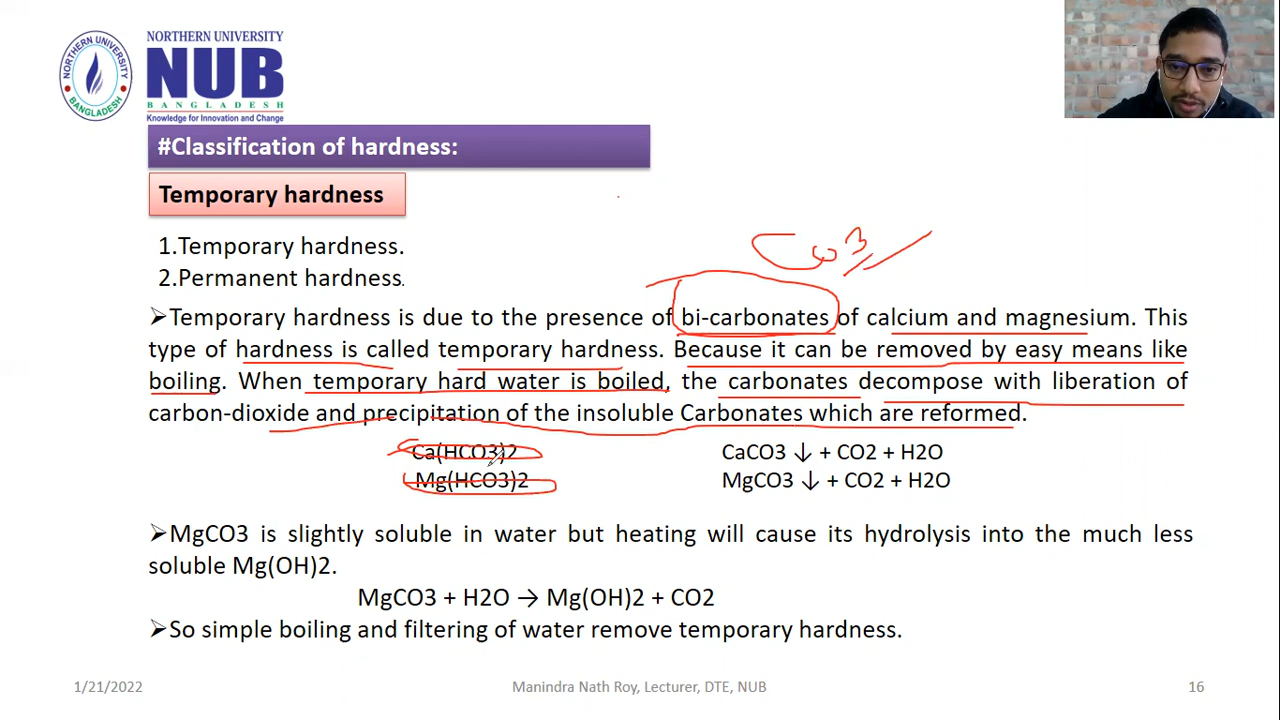 NORTHERN UNIVERSITY
NUB
BANGLADESH
Knowledge for Innovation and Change
NORTHERN UNIVERSITY
BANGLADESH
#Classification of hardness:
Temporary hardness
1.Temporary hardness.
2.Permanent hardness.
CO3
➢Temporary hardness is due to the presence of bi-carbonates of calcium and magnesium. This
type of hardness is called temporary hardness. Because it can be removed by easy means like
boiling. When temporary hard water is boiled, the carbonates decompose with liberation of
carbon-dioxide and precipitation of the insoluble Carbonates which are reformed.
Ca(HCO3)2 CaCO3 ↓ + CO2 + H2O
Mg(HCO3)2 MgCO3 ↓ + CO2 + H2O
➢MgCO3 is slightly soluble in water but heating will cause its hydrolysis into the much less
soluble Mg(OH)2.
MgCO3 + H2O → Mg(OH)2 + CO2
➢So simple boiling and filtering of water remove temporary hardness.
1/21/2022 Manindra Nath Roy, Lecturer, DTE, NUB 16